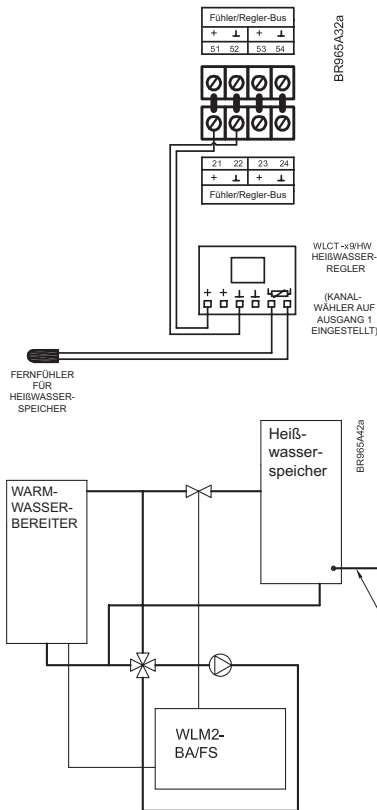 Fühler/Regler-Bus
+ ⊥ + ⊥
51 52 53 54
BR965A32a
21 22 23 24
+ ⊥ + ⊥
Fühler/Regler-Bus
WLCT -x9/HW
HEIßWASSER-
REGLER
(KANAL-
WÄHLER AUF
AUSGANG 1
EINGESTELLT)
+ + ⊥ ⊥
FERNFÜHLER
FÜR
HEIßWASSER-
SPEICHER
Heiß-
wasser-
speicher
BR965A42a
WARM-
WASSER-
BEREITER
WLM2-
BA/FS